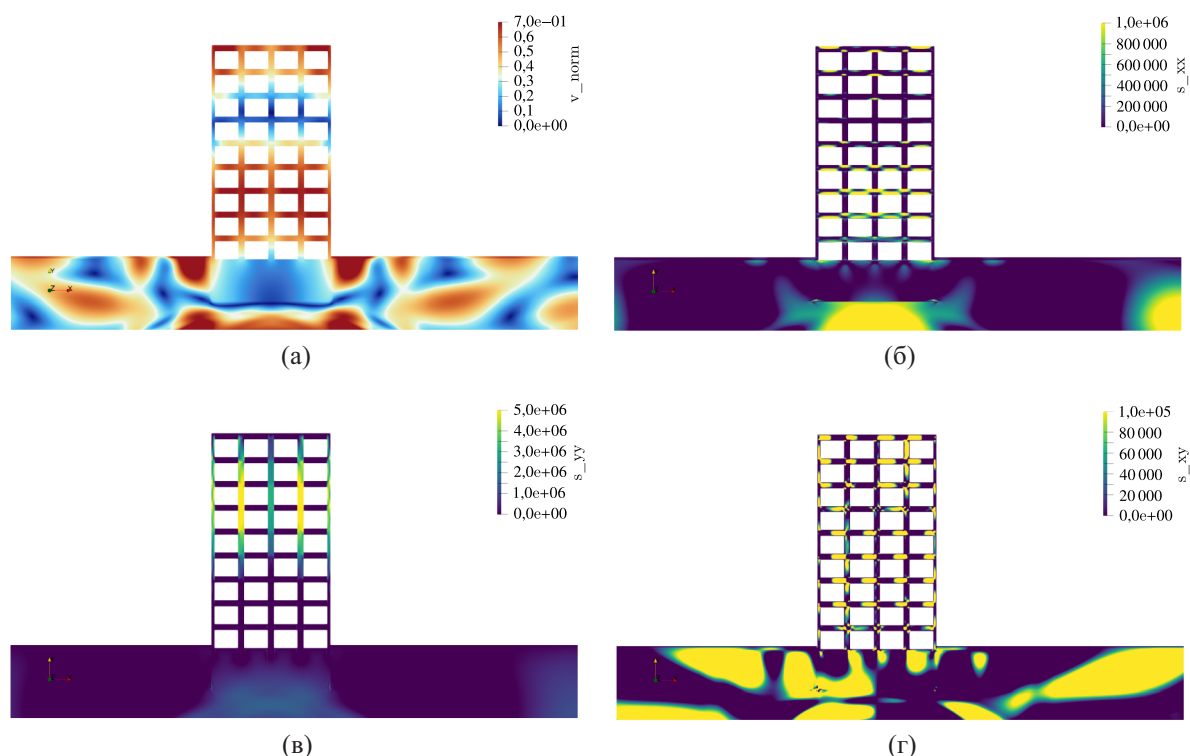 7,0e−01
0,6
0,5
0,4
0,3
0,2
0,1
0,0e+00
v_norm
Y
Z X
(а)
1,0e+06
800 000
600 000
400 000
200 000
0,0e+00
s_xx
(б)
5,0e+06
4,0e+06
3,0e+06
2,0e+06
1,0e+06
0,0e+00
s_yy
(в)
1,0e+05
80 000
60 000
40 000
20 000
0,0e+00
s_xy
(г)